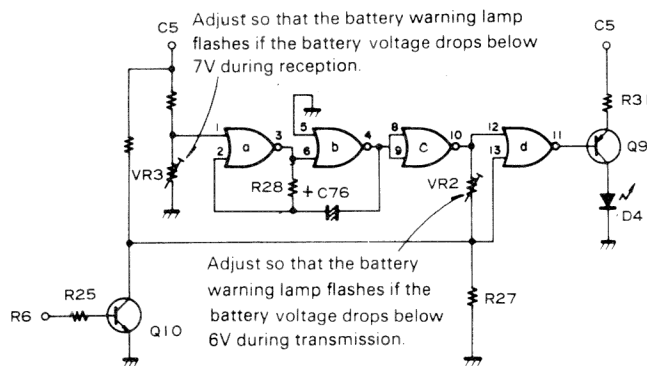 Adjust so that the battery warning lamp
flashes if the battery voltage drops below
7V during reception.
C5
C5
R31
1
2
3
a
5
6
4
b
8
9
10
c
12
13
11
d
Q9
VR3
R28
+
C76
VR2
D4
Adjust so that the battery
warning lamp flashes if the
battery voltage drops below
6V during transmission.
R27
R25
R6
Q10